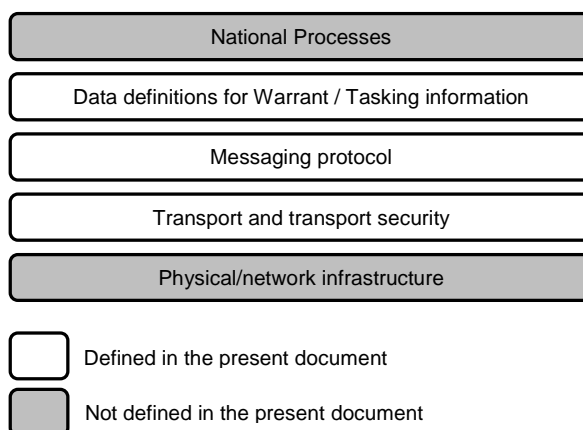 National Processes
Data definitions for Warrant / Tasking information
Messaging protocol
Transport and transport security
Physical/network infrastructure
Defined in the present document
Not defined in the present document